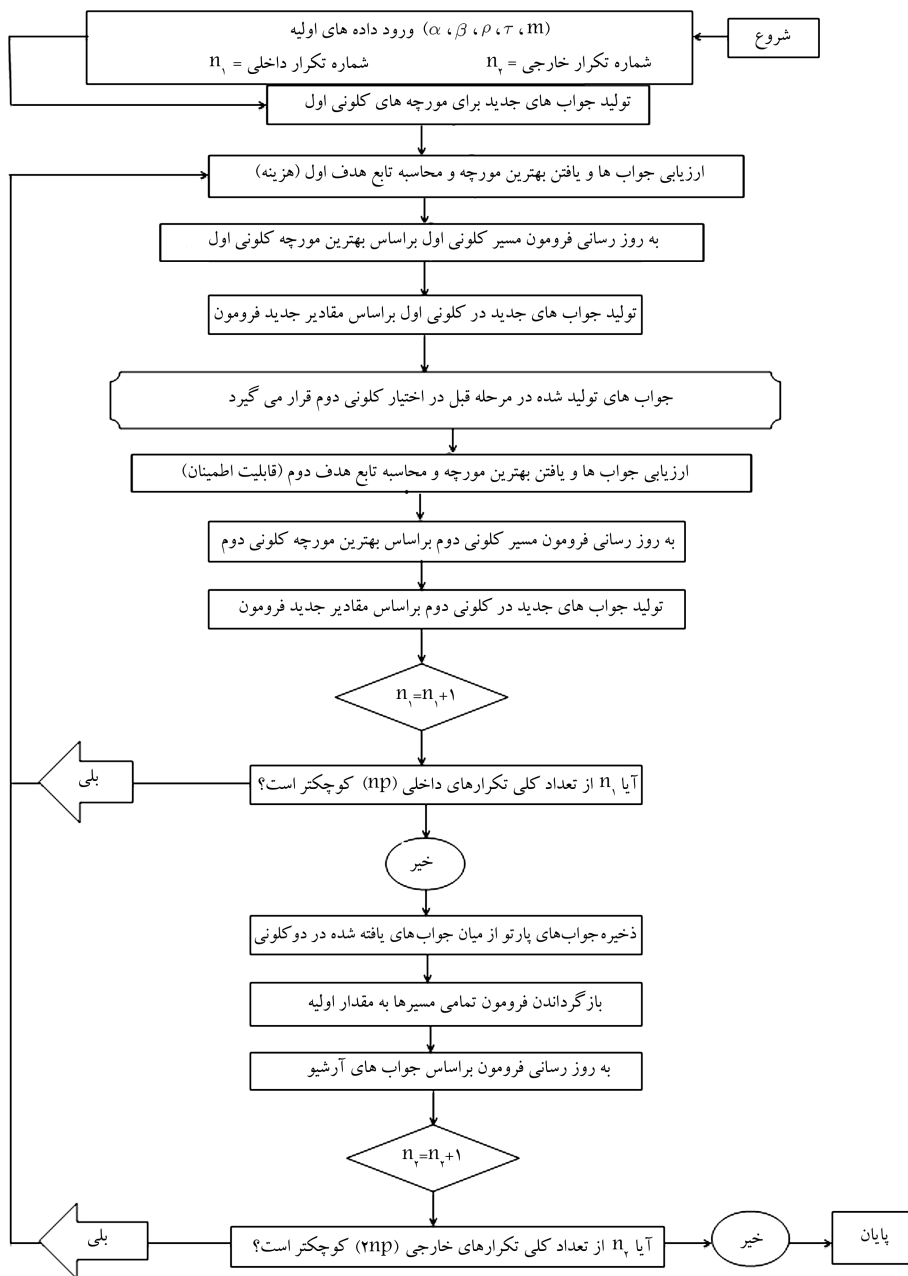 شروع
ورود داده های اولیه (α ، β ، ρ ، τ ، m)
شماره تکرار خارجی = n۲
شماره تکرار داخلی = n۱
تولید جواب های جدید برای مورچه های کلونی اول
ارزیابی جواب ها و یافتن بهترین مورچه و محاسبه تابع هدف اول (هزینه)
به روز رسانی فرومون مسیر کلونی اول براساس بهترین مورچه کلونی اول
تولید جواب های جدید در کلونی اول براساس مقادیر جدید فرومون
جواب های تولید شده در مرحله قبل در اختیار کلونی دوم قرار می گیرد
ارزیابی جواب ها و یافتن بهترین مورچه و محاسبه تابع هدف دوم (قابلیت اطمینان)
به روز رسانی فرومون مسیر کلونی دوم براساس بهترین مورچه کلونی دوم
تولید جواب های جدید در کلونی دوم براساس مقادیر جدید فرومون
n۱=n۱+۱
آیا n۱ از تعداد کلی تکرارهای داخلی (np) کوچکتر است؟
بلی
خیر
ذخیره جواب‌های پارتو از میان جواب‌های یافته شده در دوکلونی
بازگرداندن فرومون تمامی مسیرها به مقدار اولیه
به روز رسانی فرومون براساس جواب های آرشیو
n۲=n۲+۱
آیا n۲ از تعداد کلی تکرارهای خارجی (۲np) کوچکتر است؟
بلی
خیر
پایان